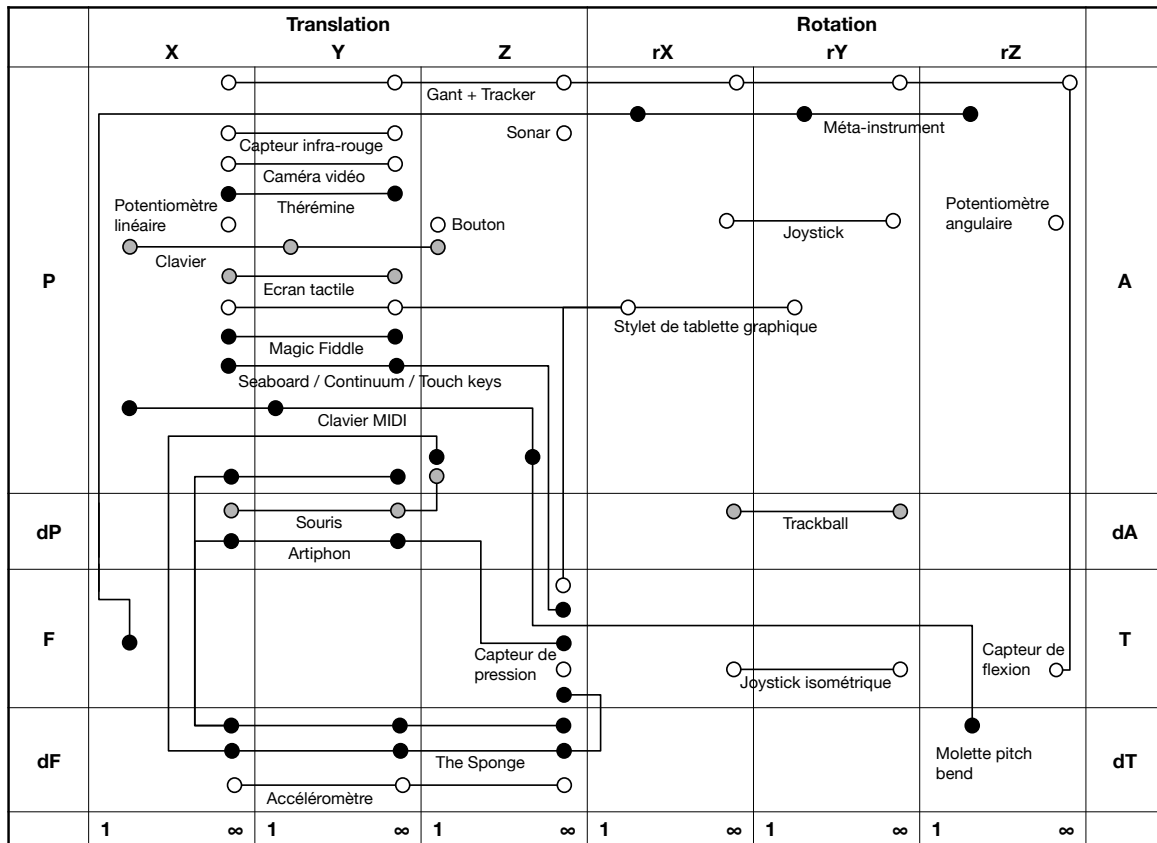 Translation
Rotation
X
Y
Z
rX
rY
rZ
Gant + Tracker
Méta-instrument
Sonar
Capteur infra-rouge
Caméra vidéo
Thérémine
Potentiomètre
linéaire
Bouton
Joystick
Potentiomètre
angulaire
Clavier
P
A
Ecran tactile
Stylet de tablette graphique
Magic Fiddle
Seaboard / Continuum / Touch keys
Clavier MIDI
dP
Souris
Trackball
dA
Artiphon
F
T
Capteur de
pression
Joystick isométrique
Capteur de
flexion
dF
The Sponge
Molette pitch
bend
dT
Accéléromètre
1 ∞ 1 ∞ 1 ∞ 1 ∞ 1 ∞ 1 ∞